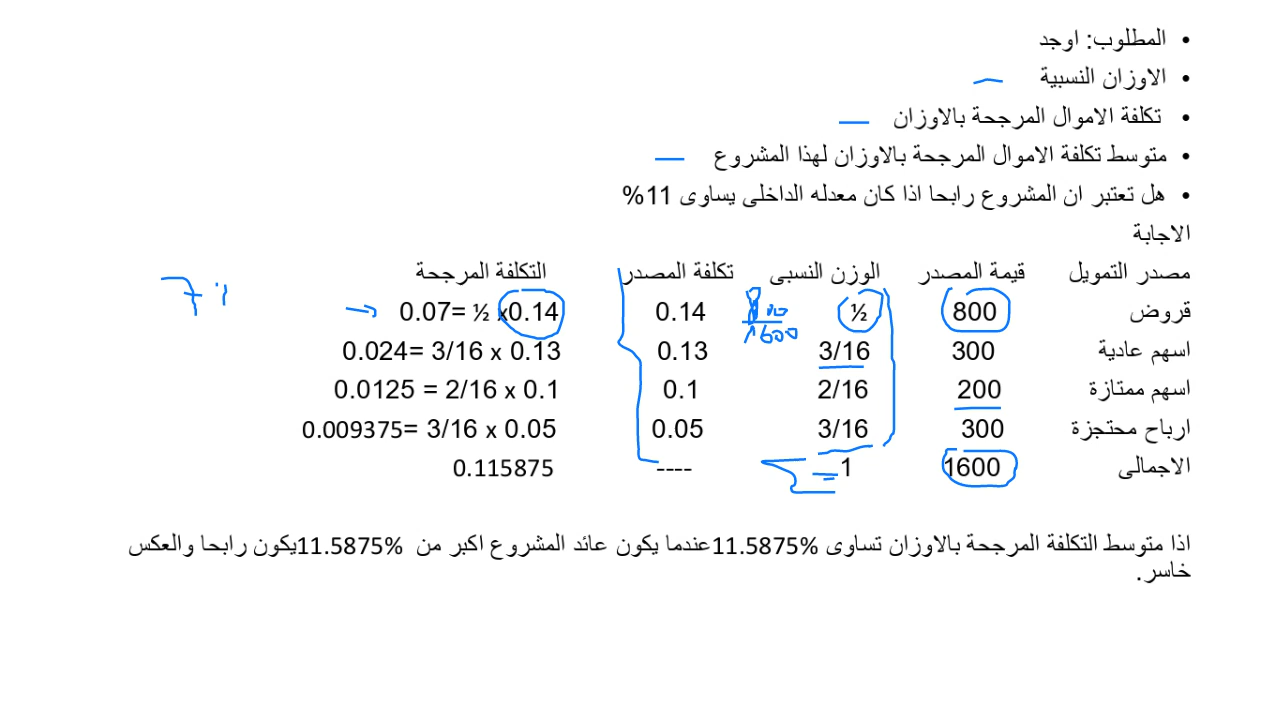 • المطلوب: اوجد
• الاوزان النسبية
• تكلفة الاموال المرجحة بالاوزان
• متوسط تكلفة الاموال المرجحة بالاوزان لهذا المشروع
• هل تعتبر ان المشروع رابحا اذا كان معدله الداخلى يساوى 11%
الاجابة
مصدر التمويل قيمة المصدر الوزن النسبى تكلفة المصدر التكلفة المرجحة
قروض 800 ½ 800/1600 0.14 0.07= ½ x0.14 7%
اسهم عادية 300 3/16 0.13 0.024= 3/16 x 0.13
اسهم ممتازة 200 2/16 0.1 0.0125 = 2/16 x 0.1
ارباح محتجزة 300 3/16 0.05 0.009375= 3/16 x 0.05
الاجمالى 1600 1 = ---- 0.115875
اذا متوسط التكلفة المرجحة بالاوزان تساوى 11.5875%عندما يكون عائد المشروع اكبر من 11.5875%يكون رابحا والعكس
خاسر.